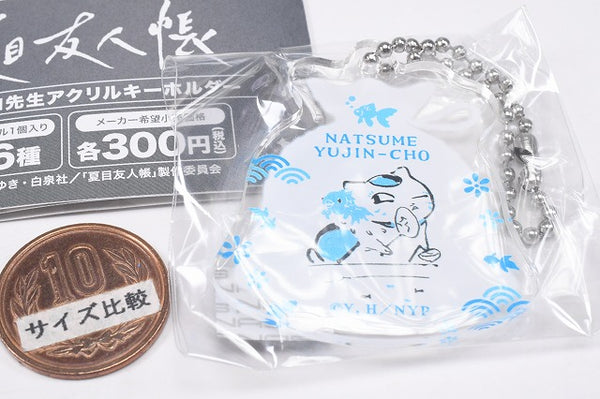 夏目友人帳
先生アクリルキーホルダー
ル1個入り
メーカー希望小売価格
6種
各300円(税込)
ゆき・白泉社/「夏目友人帳」製作委員会
NATSUME
YUJIN-CHO
©Y. H/NYP
10
サイズ比較